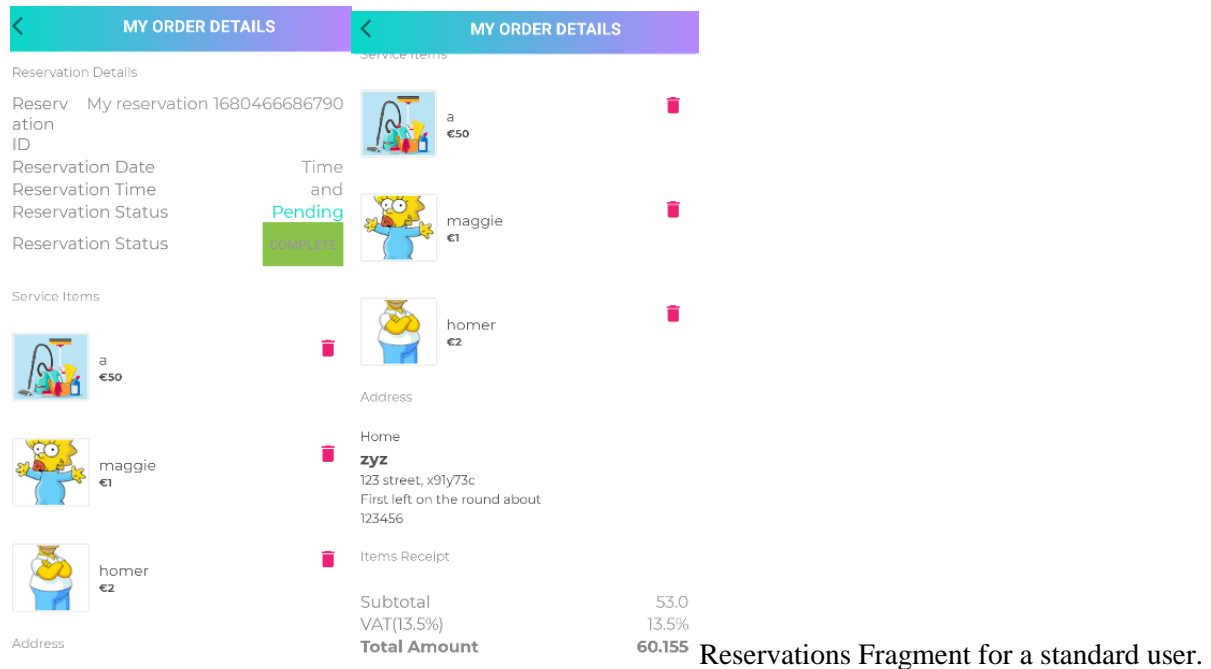 MY ORDER DETAILS
Reservation Details
Reserv My reservation 1680466686790
ation
ID
Reservation Date Time
Reservation Time and
Reservation Status Pending
Reservation Status COMPLETE
Service Items
a
€50
maggie
€1
homer
€2
Address
MY ORDER DETAILS
Service Items
a
€50
maggie
€1
homer
€2
Address
Home
zyz
123 street, x91y73c
First left on the round about
123456
Items Receipt
Subtotal 53.0
VAT(13.5%) 13.5%
Total Amount 60.155
Reservations Fragment for a standard user.